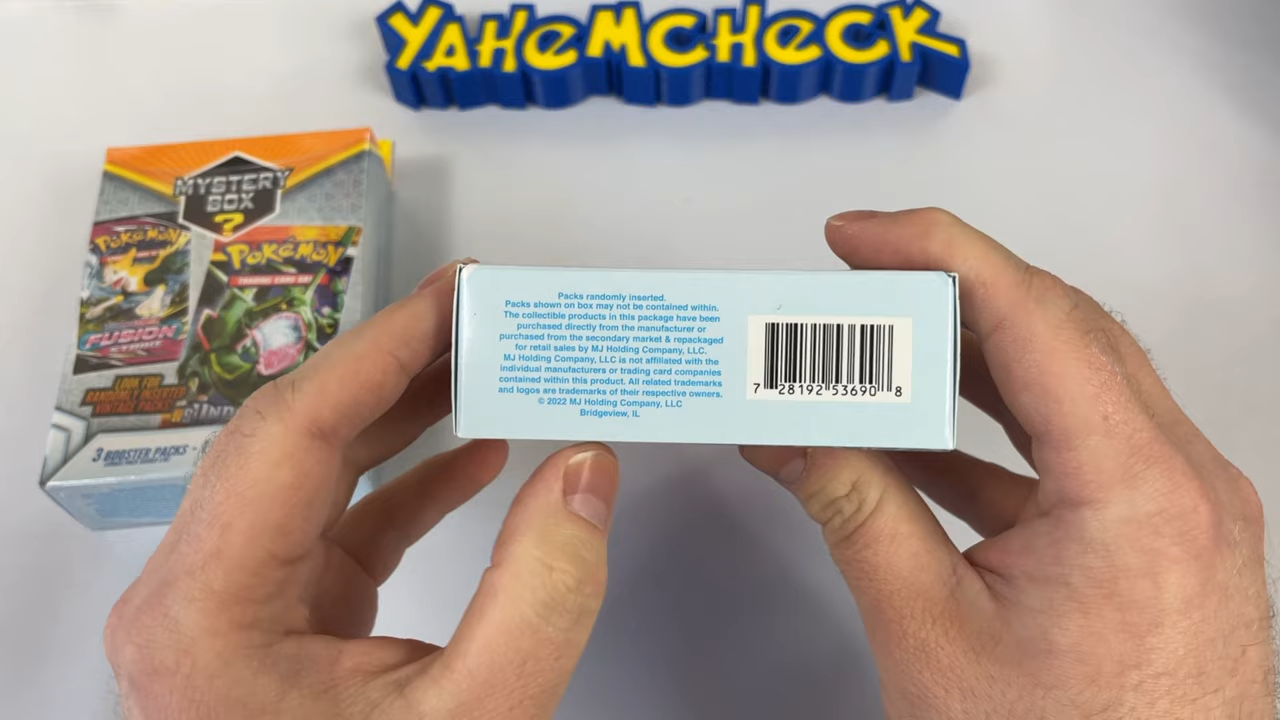 YAHEMCHECK
MYSTERY
BOX
?
POKéMON
POKéMON
TRADING CARD GAME
FUSION
STRIKE
LOOK FOR
RANDOMLY INSERTED
VINTAGE PACKS
3 BOOSTER PACKS
Packs randomly inserted.
Packs shown on box may not be contained within.
The collectible products in this package have been
purchased directly from the manufacturer or
purchased from the secondary market & repackaged
for retail sales by MJ Holding Company, LLC.
MJ Holding Company, LLC is not affiliated with the
individual manufacturers or trading card companies
contained within this product. All related trademarks
and logos are trademarks of their respective owners.
© 2022 MJ Holding Company, LLC
Bridgeview, IL
7 28192 53690 8